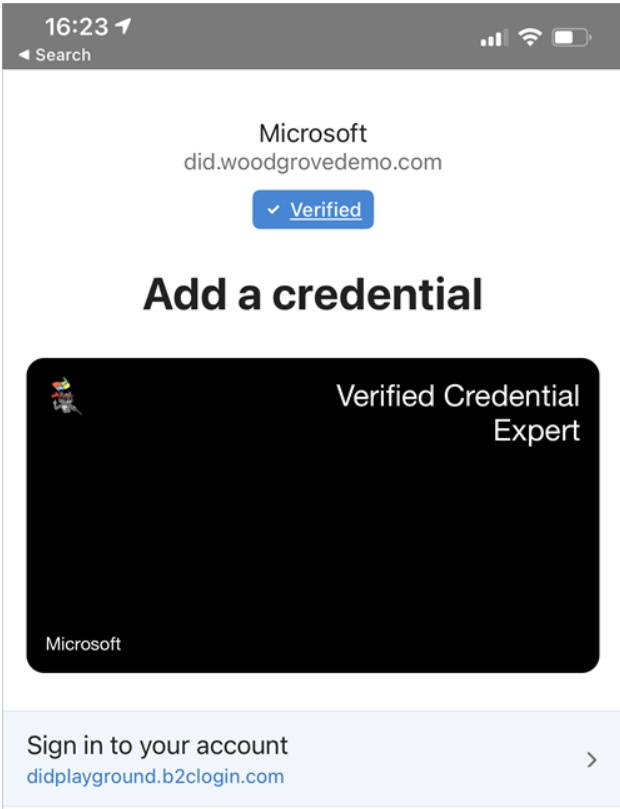 16:23
Search
Microsoft
did.woodgrovedemo.com
Verified
Add a credential
Verified Credential
Expert
Microsoft
Sign in to your account
didplayground.b2clogin.com